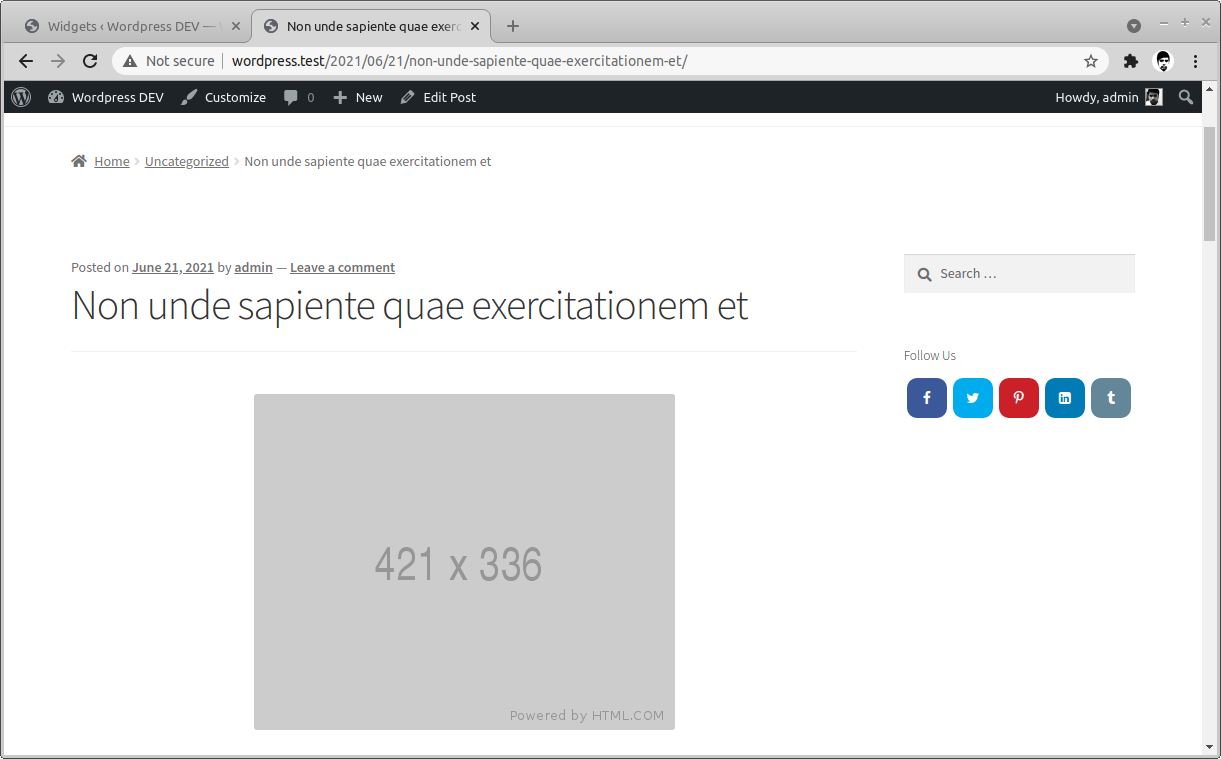 Widgets ‹ Wordpress DEV —
Non unde sapiente quae exerc
Not secure
wordpress.test/2021/06/21/non-unde-sapiente-quae-exercitationem-et/
Wordpress DEV Customize 0 New Edit Post Howdy, admin
Home Uncategorized Non unde sapiente quae exercitationem et
Posted on June 21, 2021 by admin — Leave a comment
Non unde sapiente quae exercitationem et
Search …
Follow Us
421 x 336
Powered by HTML.COM